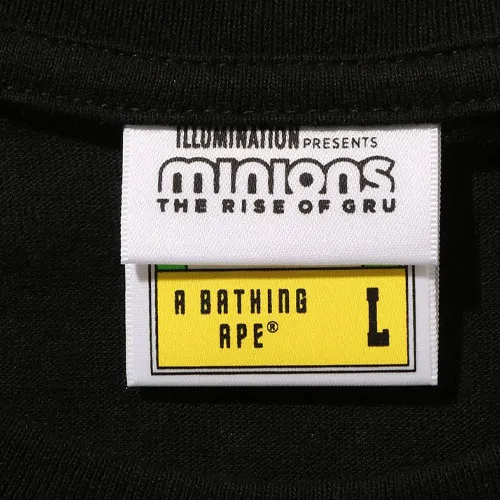 ILLUMINATION PRESENTS
minions
THE RISE OF GRU
A BATHING
APE®
L